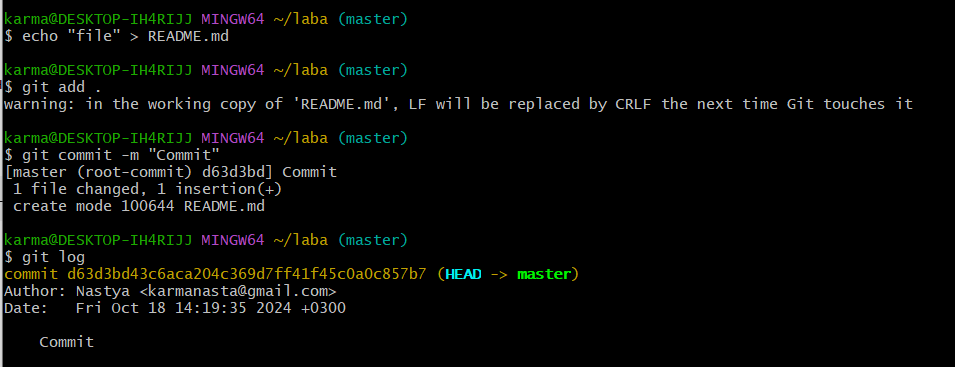 karma@DESKTOP-IH4RIJJ MINGW64 ~/laba (master)
$ echo "file" > README.md
karma@DESKTOP-IH4RIJJ MINGW64 ~/laba (master)
$ git add .
warning: in the working copy of 'README.md', LF will be replaced by CRLF the next time Git touches it
karma@DESKTOP-IH4RIJJ MINGW64 ~/laba (master)
$ git commit -m "Commit"
[master (root-commit) d63d3bd] Commit
 1 file changed, 1 insertion(+)
 create mode 100644 README.md
karma@DESKTOP-IH4RIJJ MINGW64 ~/laba (master)
$ git log
commit d63d3bd43c6aca204c369d7ff41f45c0a0c857b7 (HEAD -> master)
Author: Nastya <karmanasta@gmail.com>
Date:   Fri Oct 18 14:19:35 2024 +0300
    Commit